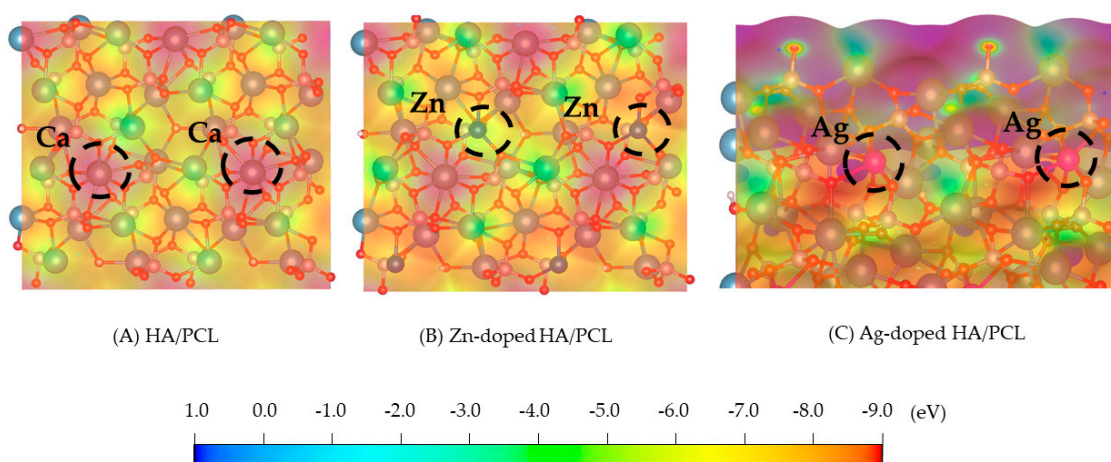 Ca
Ca
Zn
Zn
Ag
Ag
(A) HA/PCL
(B) Zn-doped HA/PCL
(C) Ag-doped HA/PCL
1.0 0.0 -1.0 -2.0 -3.0 -4.0 -5.0 -6.0 -7.0 -8.0 -9.0 (eV)